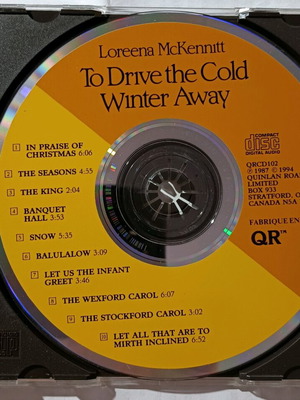 Loreena McKennitt
To Drive the Cold
Winter Away
COMPACT
disc
DIGITAL AUDIO
QRCD102
℗ 1987 © 1994
QUINLAN ROA
LIMITED
BOX 933
STRATFORD, O
CANADA N5A
FABRIQUÉ EN
QR™
1 IN PRAISE OF
CHRISTMAS 6:06
2 THE SEASONS 4:55
3 THE KING 2:04
4 BANQUET
HALL 3:53
5 SNOW 5:35
6 BALULALOW 3:09
7 LET US THE INFANT
GREET 3:46
8 THE WEXFORD CAROL 6:07
9 THE STOCKFORD CAROL 3:02
10 LET ALL THAT ARE TO
MIRTH INCLINED 6:52